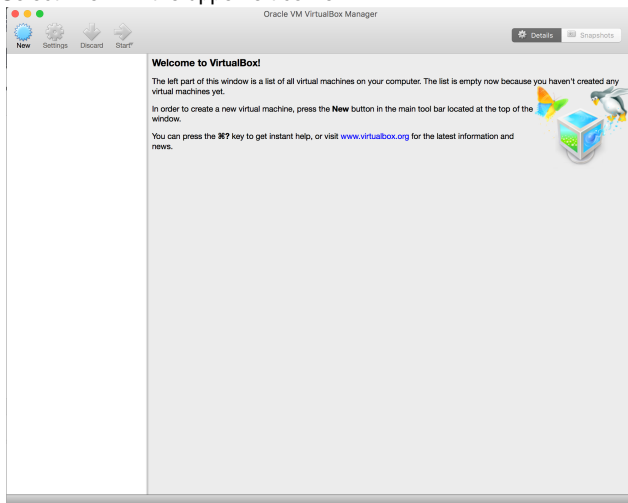 Oracle VM VirtualBox Manager
New Settings Discard Start
Details Snapshots
Welcome to VirtualBox!
The left part of this window is a list of all virtual machines on your computer. The list is empty now because you haven't created any
virtual machines yet.
In order to create a new virtual machine, press the New button in the main tool bar located at the top of the
window.
You can press the ⌘? key to get instant help, or visit www.virtualbox.org for the latest information and
news.